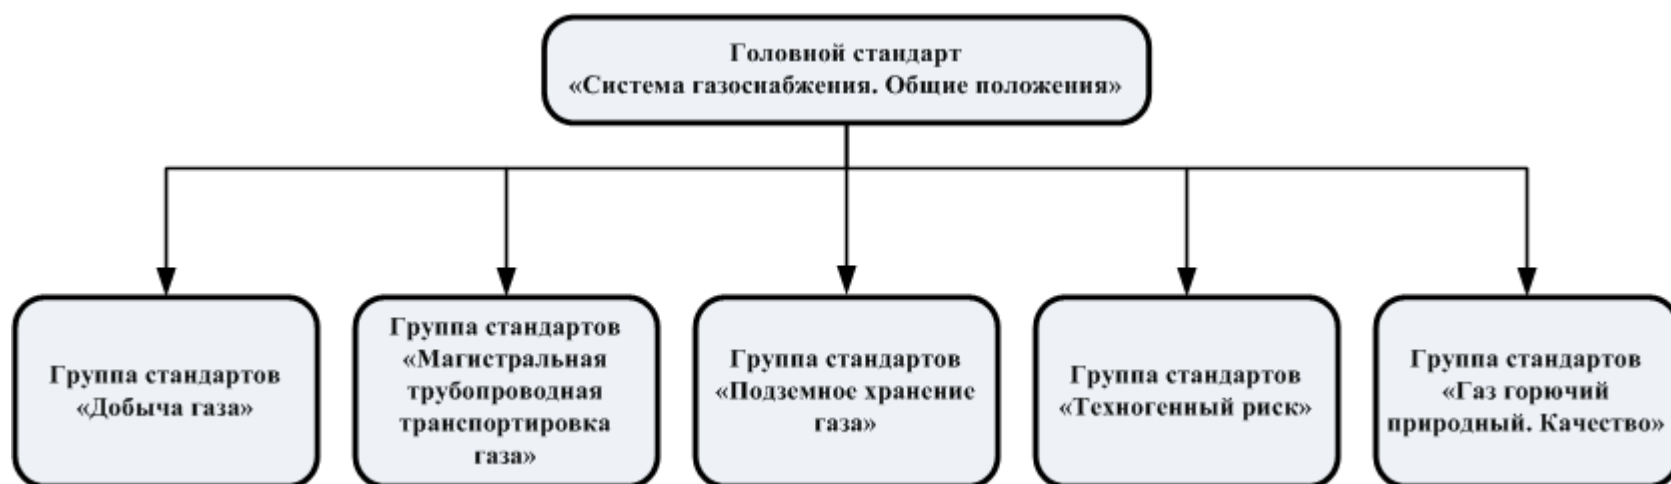 Головной стандарт
«Система газоснабжения. Общие положения»
Группа стандартов
«Добыча газа»
Группа стандартов
«Магистральная
трубопроводная
транспортировка
газа»
Группа стандартов
«Подземное хранение
газа»
Группа стандартов
«Техногенный риск»
Группа стандартов
«Газ горючий
природный. Качество»